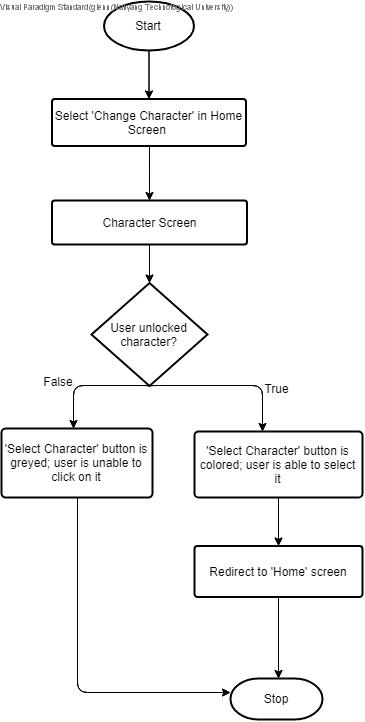 Visual Paradigm Standard(glenn(Nanyang Technological University))
Start
Select 'Change Character' in Home
Screen
Character Screen
User unlocked
character?
False
True
'Select Character' button is
greyed; user is unable to
click on it
'Select Character' button is
colored; user is able to select
it
Redirect to 'Home' screen
Stop